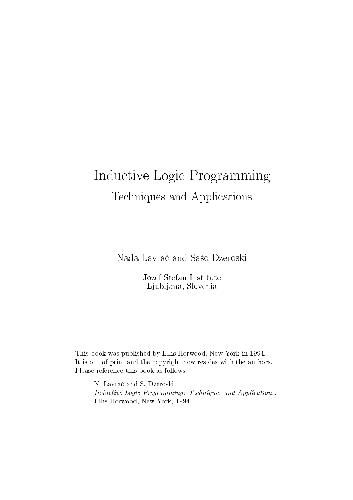 Inductive Logic Programming
Techniques and Applications
Nada Lavrač and Sašo Džeroski
Jožef Stefan Institute
Ljubljana, Slovenia
This book was published by Ellis Horwood, New York in 1994.
It is out of print and the copyright now resides with the authors.
Please reference this book as follows:
N. Lavrač and S. Džeroski.
Inductive Logic Programming: Techniques and Applications.
Ellis Horwood, New York, 1994.